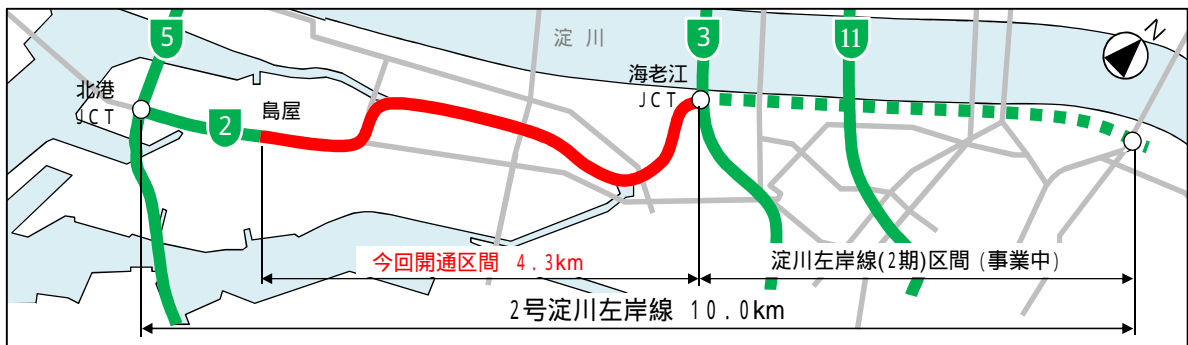 5
淀 川
3
11
N
海老江
JCT
北港
JCT
2
島屋
今回開通区間 4.3km
淀川左岸線(2期)区間 (事業中)
2号淀川左岸線 10.0km